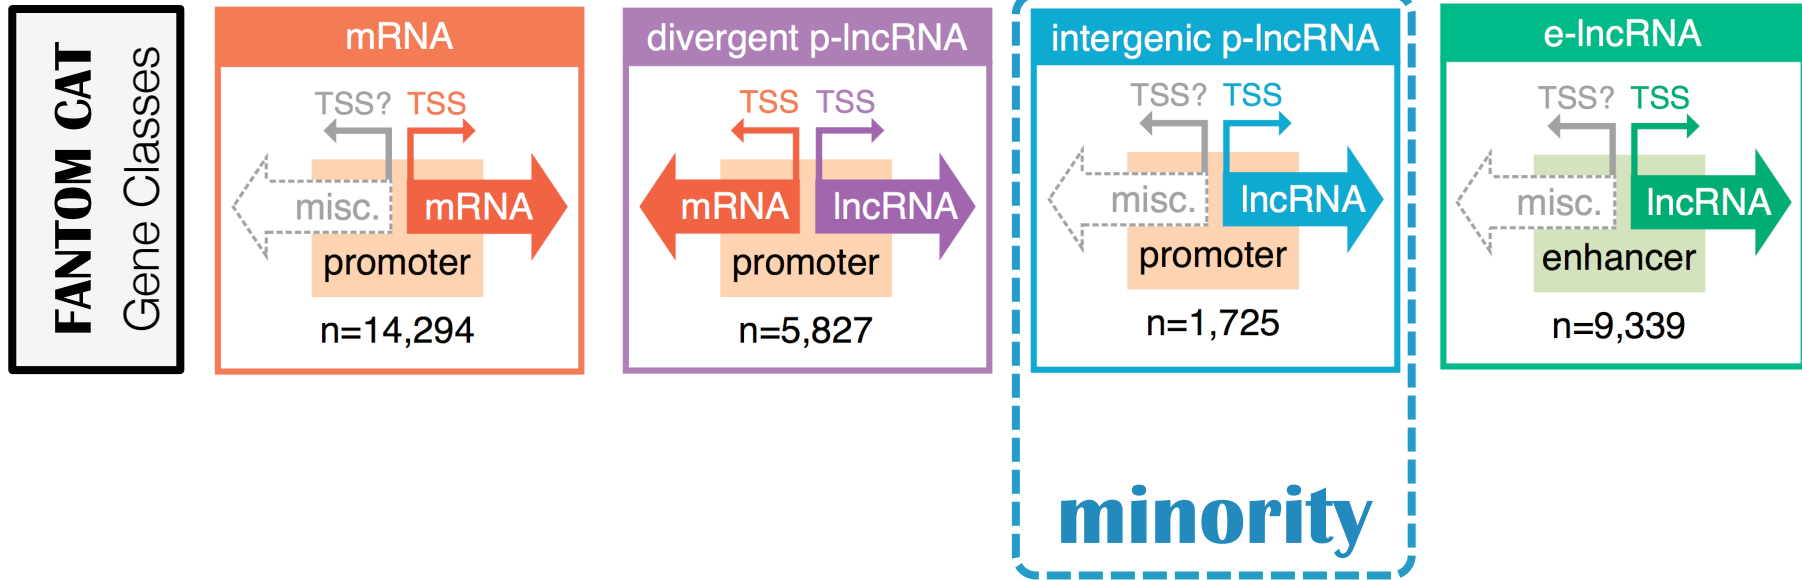 FANTOM CAT
Gene Classes
mRNA
TSS? TSS
misc. mRNA
promoter
n=14,294
divergent p-lncRNA
TSS TSS
mRNA lncRNA
promoter
n=5,827
intergenic p-lncRNA
TSS? TSS
misc. lncRNA
promoter
n=1,725
minority
e-lncRNA
TSS? TSS
misc. lncRNA
enhancer
n=9,339